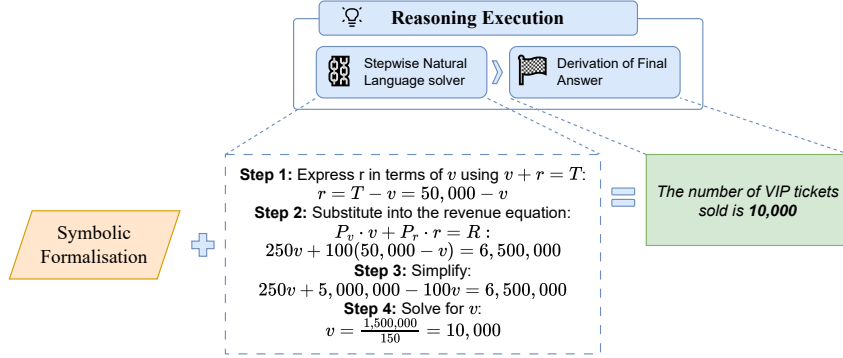 Reasoning Execution
Stepwise Natural
Language solver
Derivation of Final
Answer
Symbolic
Formalisation
Step 1: Express r in terms of v using v + r = T:
r = T − v = 50,000 − v
Step 2: Substitute into the revenue equation:
P_v · v + P_r · r = R :
250v + 100(50,000 − v) = 6,500,000
Step 3: Simplify:
250v + 5,000,000 − 100v = 6,500,000
Step 4: Solve for v:
v = 1,500,000/150 = 10,000
The number of VIP tickets
sold is 10,000